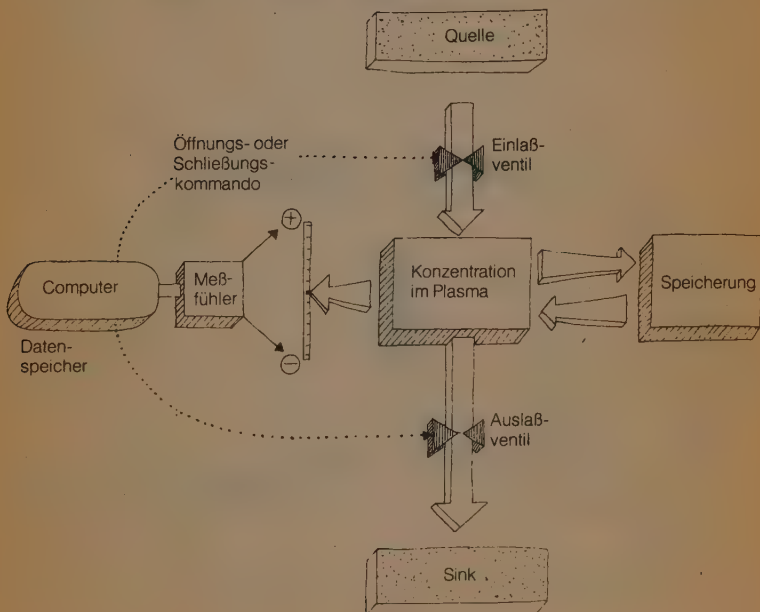 Quelle
Öffnungs- oder
Schließungs-
kommando
Einlaß-
ventil
+
Computer
Meß-
fühler
Konzentration
im Plasma
Speicherung
Daten-
speicher
−
Auslaß-
ventil
Sink